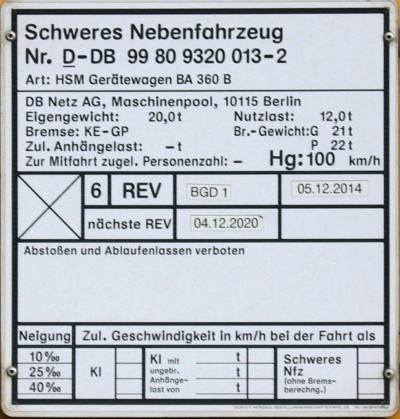 Schweres Nebenfahrzeug
Nr. D-DB 99 80 9320 013-2
Art: HSM Gerätewagen BA 360 B
DB Netz AG, Maschinenpool, 10115 Berlin
Eigengewicht: 20,0t Nutzlast: 12,0t
Bremse: KE-GP Br.-Gewicht: G 21t
Zul. Anhängelast: -t P 22t
Zur Mitfahrt zugel. Personenzahl: - Hg: 100 km/h
6 REV BGD 1 05.12.2014
nächste REV 04.12.2020
Abstoßen und Ablaufenlassen verboten
Neigung Zul. Geschwindigkeit in km/h bei der Fahrt als
10‰
25‰
40‰
Kl
Kl mit t
ungebr. t
Anhänge-
last von t
Schweres
Nfz
(ohne Brems-
berechng.)